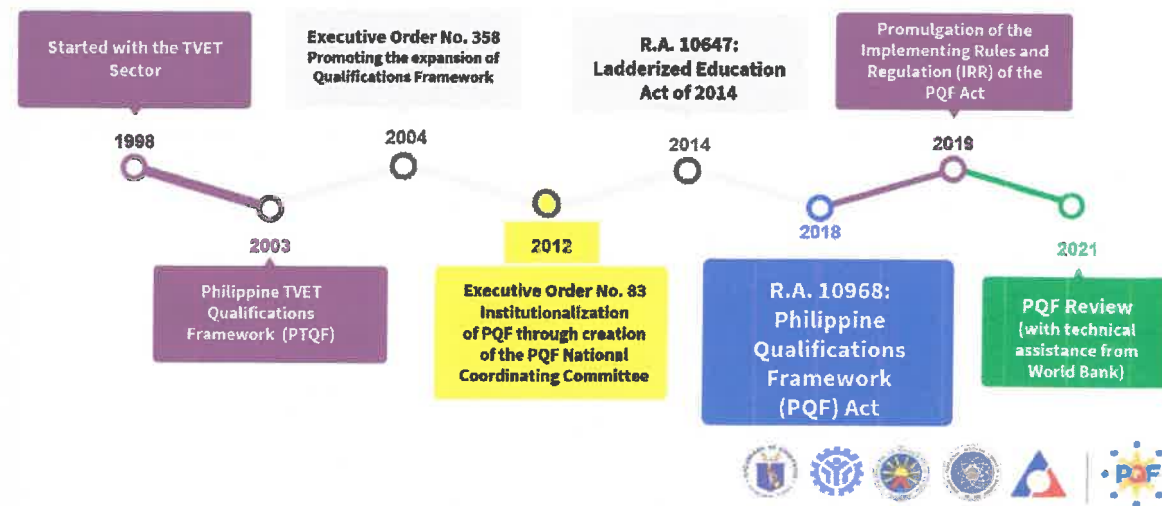 Started with the TVET
Sector
1998
2003
Philippine TVET
Qualifications
Framework (PTQF)
Executive Order No. 358
Promoting the expansion of
Qualifications Framework
2004
2012
Executive Order No. 83
Institutionalization
of PQF through creation
of the PQF National
Coordinating Committee
R.A. 10647:
Ladderized Education
Act of 2014
2014
2018
R.A. 10968:
Philippine
Qualifications
Framework
(PQF) Act
Promulgation of the
Implementing Rules and
Regulation (IRR) of the
PQF Act
2019
2021
PQF Review
(with technical
assistance from
World Bank)
PQF